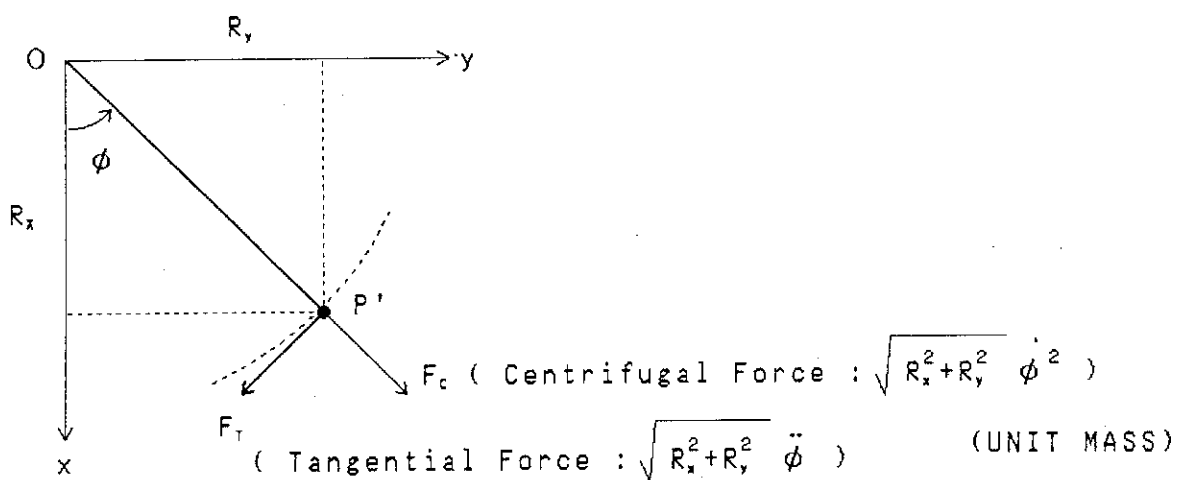 R_y
O y
φ
R_x
P'
F_c ( Centrifugal Force : √(R_x²+R_y²) φ̇² )
F_T
( Tangential Force : √(R_x²+R_y²) φ̈ ) (UNIT MASS)
x